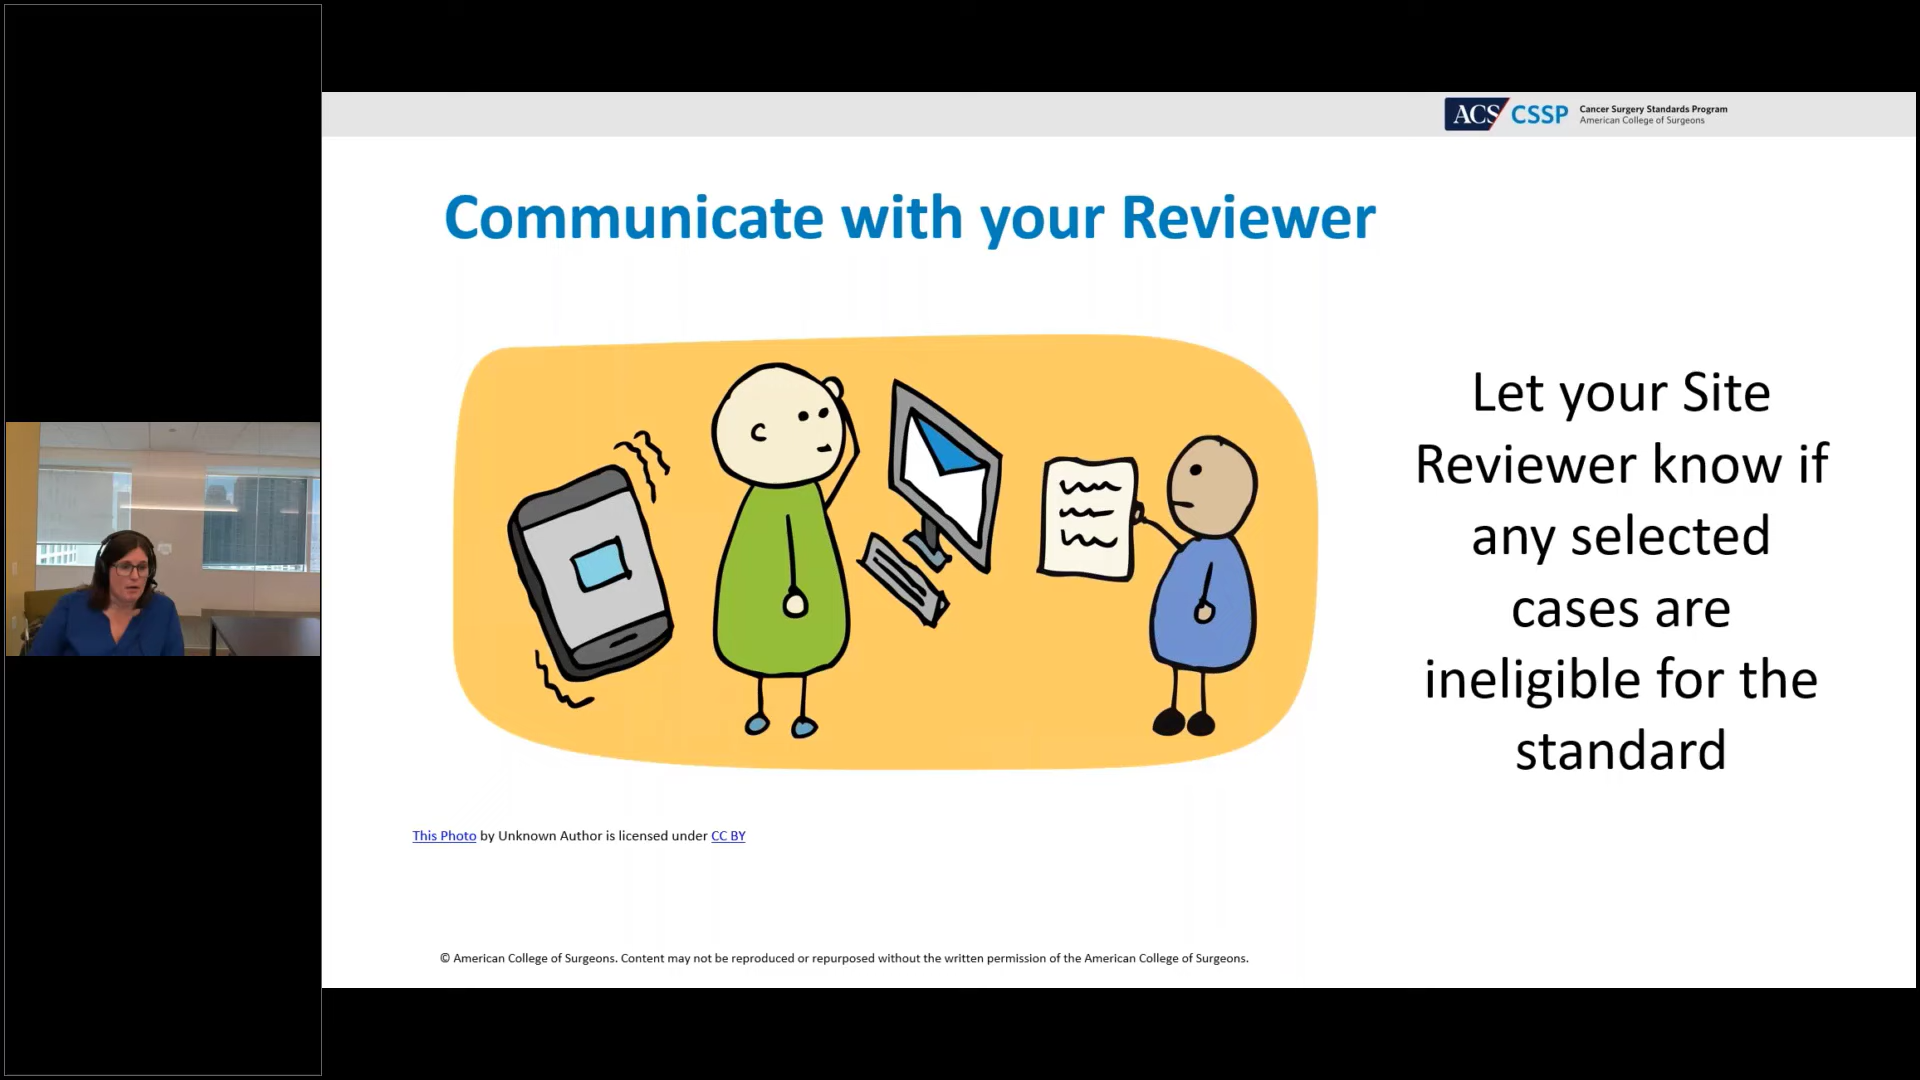 ACS CSSP Cancer Surgery Standards Program
American College of Surgeons
Communicate with your Reviewer
Let your Site
Reviewer know if
any selected
cases are
ineligible for the
standard
This Photo by Unknown Author is licensed under CC BY
© American College of Surgeons. Content may not be reproduced or repurposed without the written permission of the American College of Surgeons.